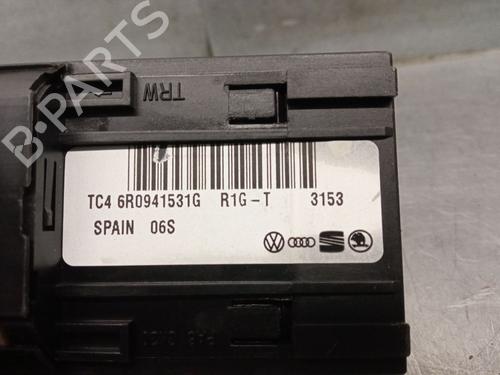 TRW
TC4 6R0941531G R1G-T 3153
SPAIN 06S
B-PARTS